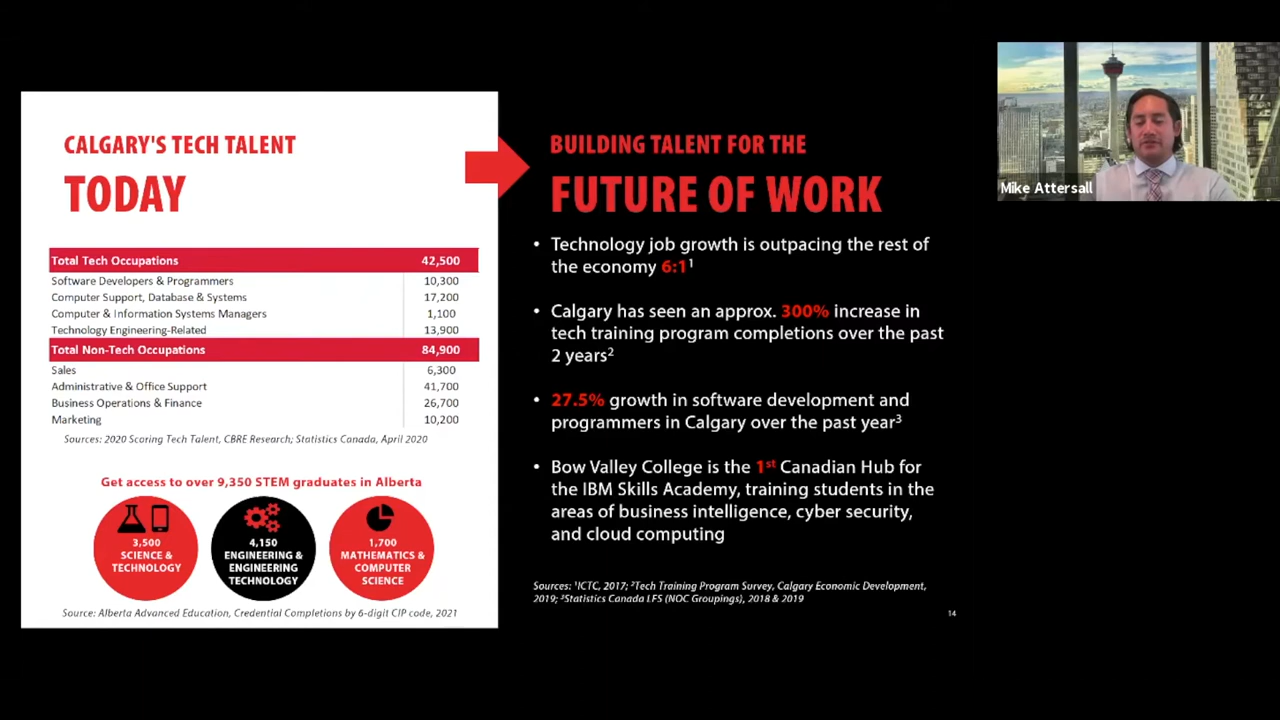 CALGARY'S TECH TALENT
TODAY
Total Tech Occupations 42,500
Software Developers & Programmers 10,300
Computer Support, Database & Systems 17,200
Computer & Information Systems Managers 1,100
Technology Engineering-Related 13,900
Total Non-Tech Occupations 84,900
Sales 6,300
Administrative & Office Support 41,700
Business Operations & Finance 26,700
Marketing 10,200
Sources: 2020 Scoring Tech Talent, CBRE Research; Statistics Canada, April 2020
Get access to over 9,350 STEM graduates in Alberta
3,500
SCIENCE &
TECHNOLOGY
4,150
ENGINEERING &
ENGINEERING
TECHNOLOGY
1,700
MATHEMATICS &
COMPUTER
SCIENCE
Source: Alberta Advanced Education, Credential Completions by 6-digit CIP code, 2021
BUILDING TALENT FOR THE
FUTURE OF WORK
• Technology job growth is outpacing the rest of
the economy 6:1¹
• Calgary has seen an approx. 300% increase in
tech training program completions over the past
2 years²
• 27.5% growth in software development and
programmers in Calgary over the past year³
• Bow Valley College is the 1st Canadian Hub for
the IBM Skills Academy, training students in the
areas of business intelligence, cyber security,
and cloud computing
Sources: ¹ICTC, 2017; ²Tech Training Program Survey, Calgary Economic Development,
2019; ³Statistics Canada LFS (NOC Groupings), 2018 & 2019
14
Mike Attersall